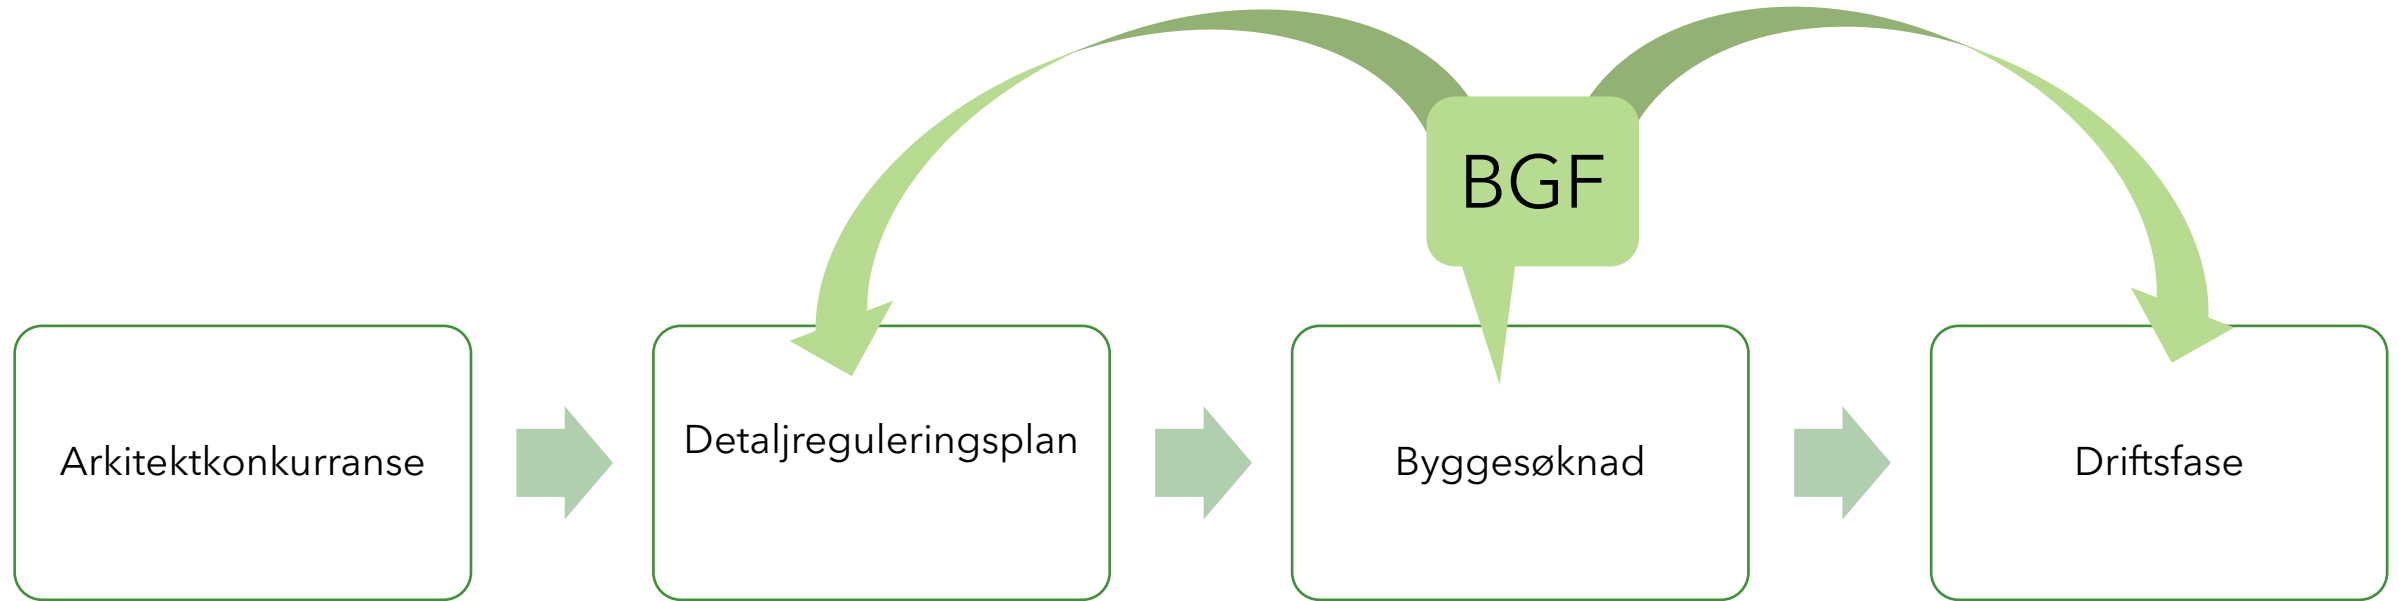 BGF
Arkitektkonkurranse
Detaljreguleringsplan
Byggesøknad
Driftsfase